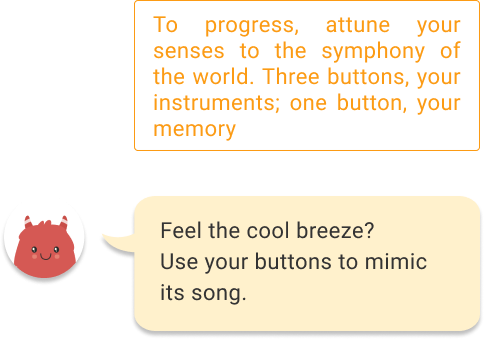 To progress, attune your
senses to the symphony of
the world. Three buttons, your
instruments; one button, your
memory
Feel the cool breeze?
Use your buttons to mimic
its song.